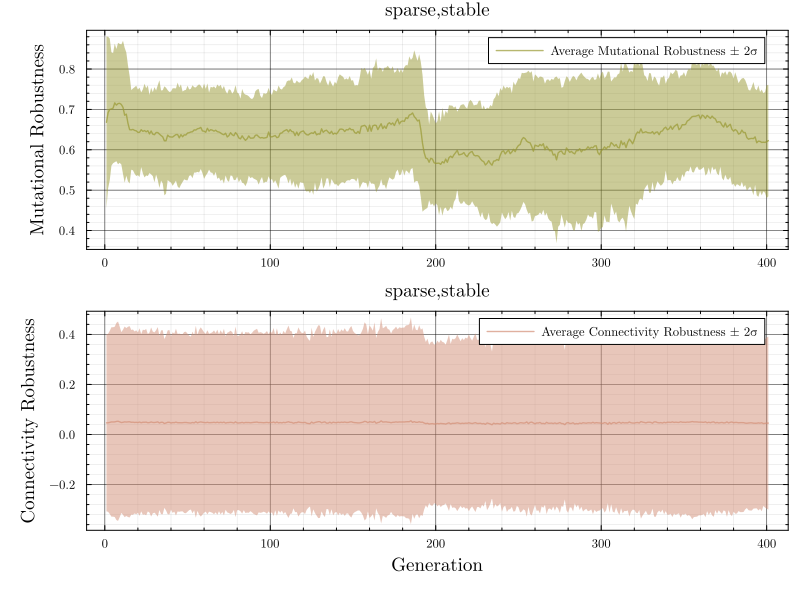 sparse,stable
Average Mutational Robustness ± 2σ
Mutational Robustness
0.8
0.7
0.6
0.5
0.4
0 100 200 300 400
sparse,stable
Average Connectivity Robustness ± 2σ
Connectivity Robustness
0.4
0.2
0.0
−0.2
0 100 200 300 400
Generation